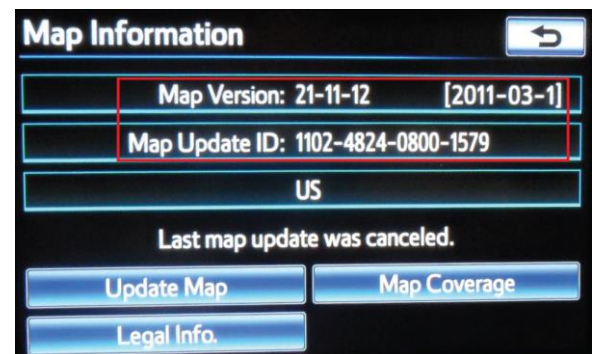 Map Information
Map Version: 21-11-12 [2011-03-1]
Map Update ID: 1102-4824-0800-1579
US
Last map update was canceled.
Update Map Map Coverage
Legal Info.